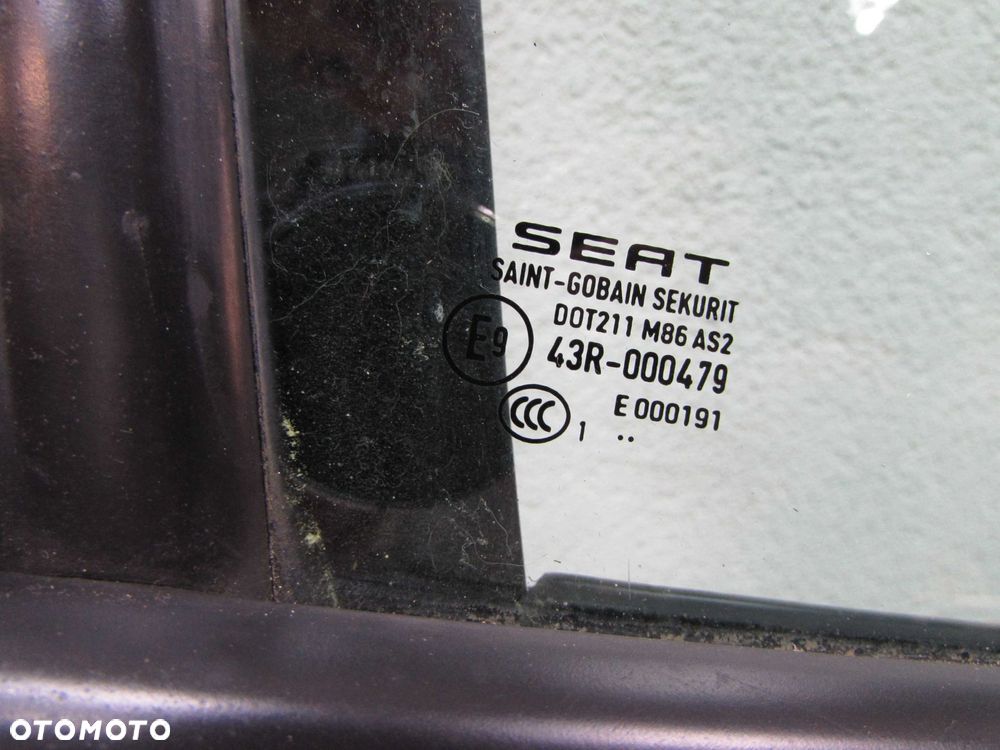 SEAT
SAINT-GOBAIN SEKURIT
DOT211 M86 AS2
E9 43R-000479
CCC 1 E 000191
..
OTOMOTO